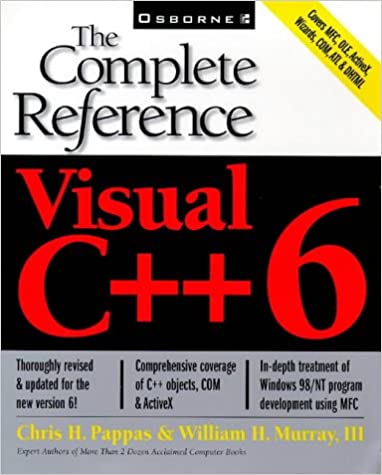 OSBORNE
Covers MFC, OLE, ActiveX,
Wizards, COM, ATL & DHTML
The
Complete
Reference
Visual
C++6
Thoroughly revised
& updated for the
new version 6!
Comprehensive coverage
of C++ objects, COM
& ActiveX
In-depth treatment of
Windows 98/NT program
development using MFC
Chris H. Pappas & William H. Murray, III
Expert Authors of More Than 2 Dozen Acclaimed Computer Books